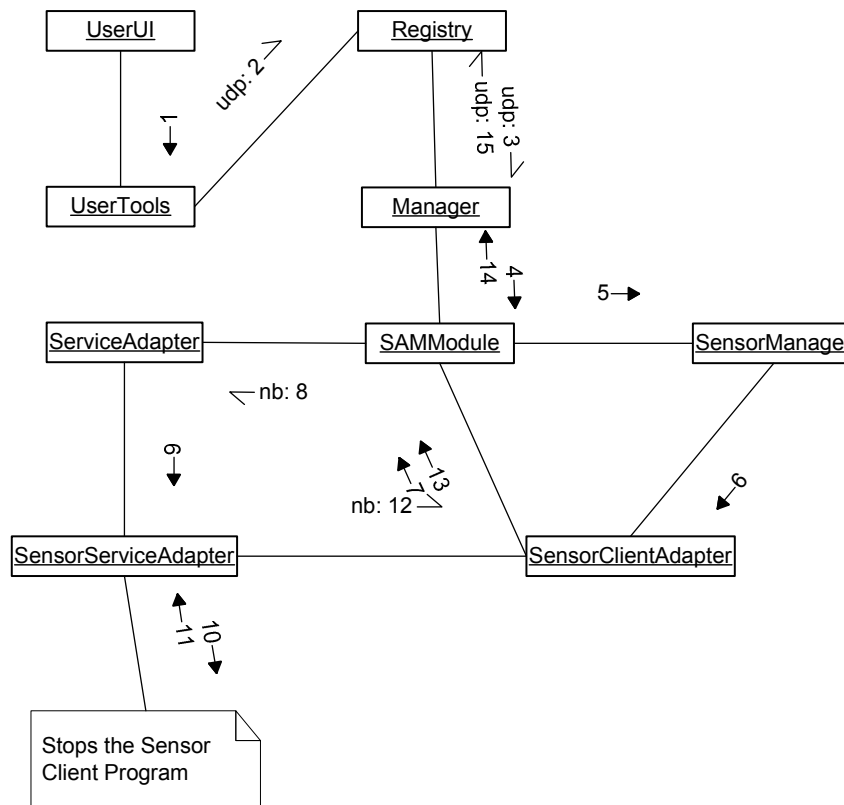 UserUI
Registry
udp: 2
udp: 3
udp: 15
1
UserTools
Manager
14
4
5
ServiceAdapter
SAMModule
SensorManage
nb: 8
9
13
7
nb: 12
6
SensorServiceAdapter
SensorClientAdapter
10
11
Stops the Sensor
Client Program